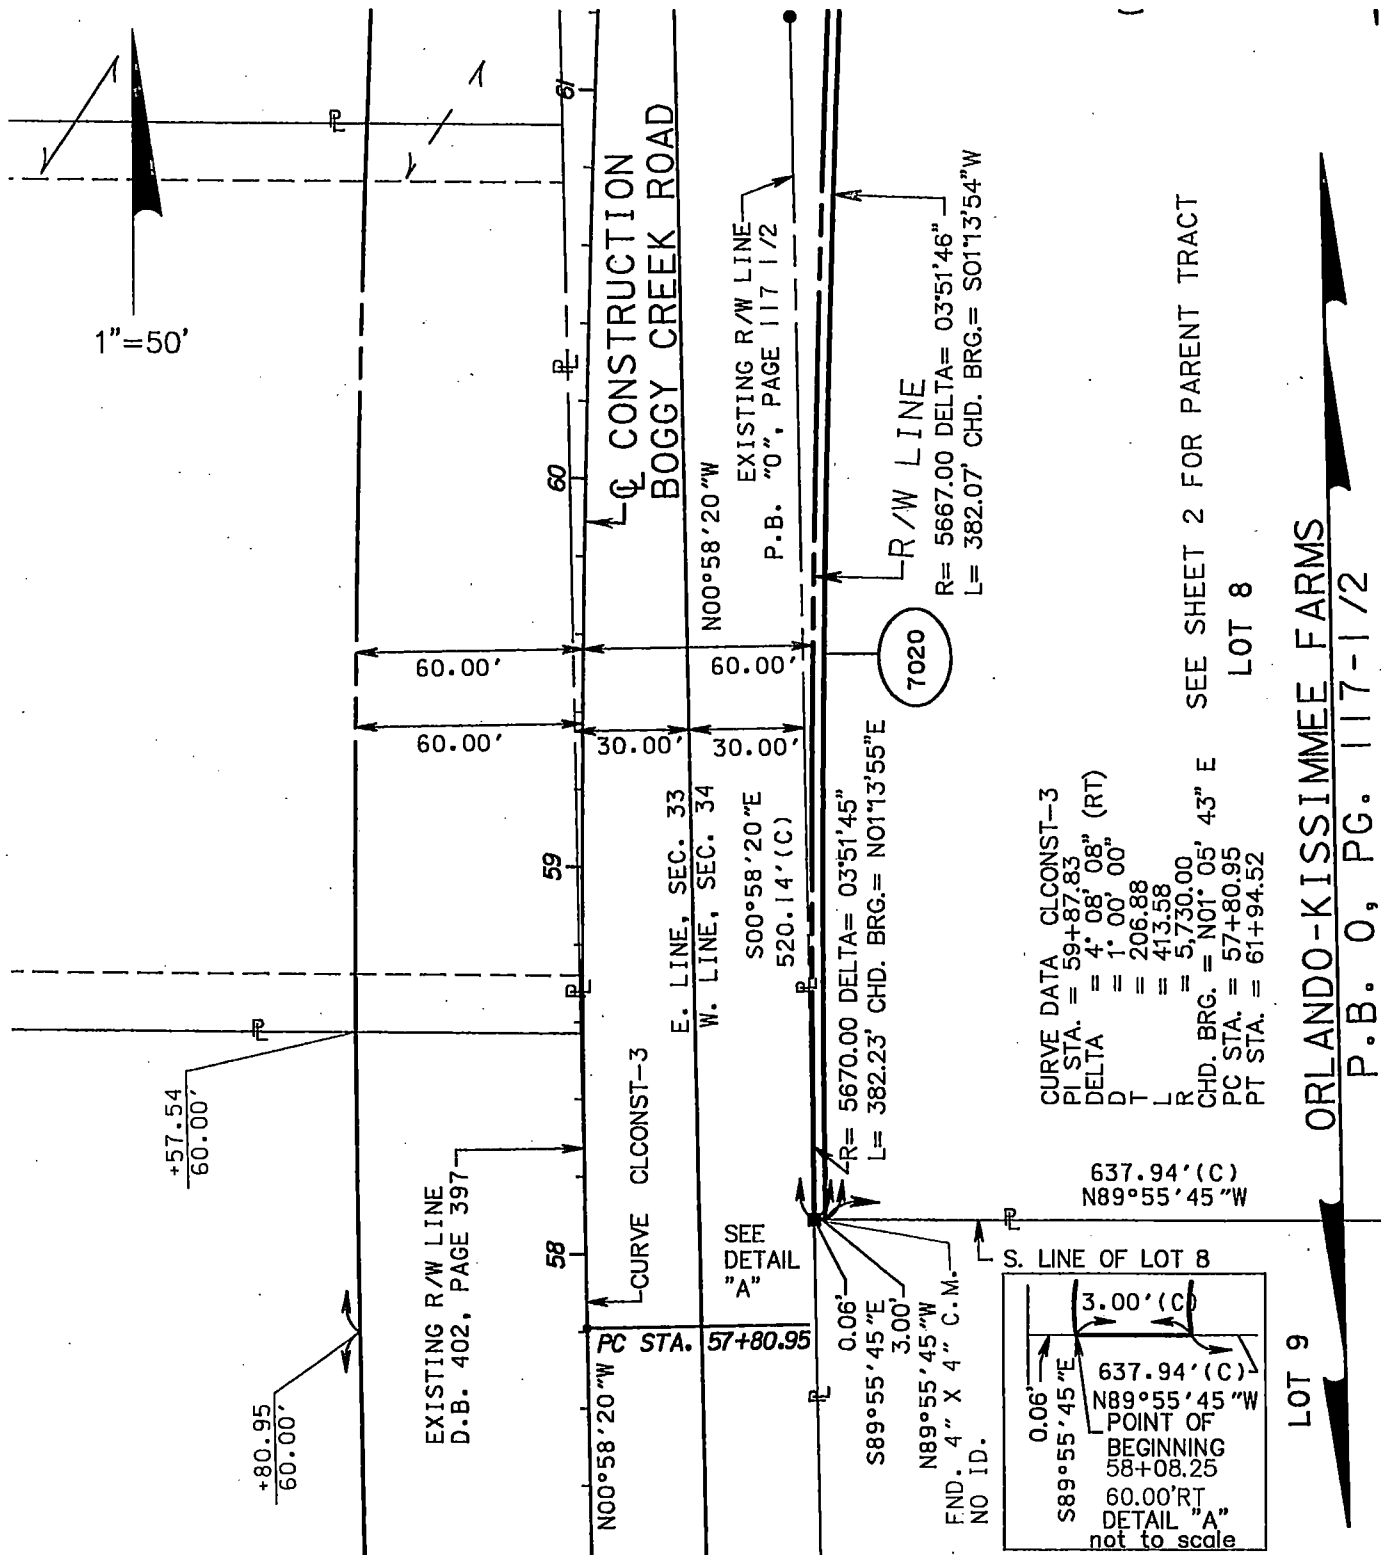 1"=50'
℄ CONSTRUCTION
BOGGY CREEK ROAD
61
60
59
58
EXISTING R/W LINE
P.B. "O", PAGE 117 1/2
N00°58'20"W
R/W LINE
R= 5667.00 DELTA= 03°51'46"
L= 382.07' CHD. BRG.= S01°13'54"W
7020
60.00'
60.00'
60.00'
30.00'
30.00'
SEE SHEET 2 FOR PARENT TRACT
LOT 8
ORLANDO-KISSIMMEE FARMS
P.B. O, PG. 117-1/2
E. LINE, SEC. 33
W. LINE, SEC. 34
S00°58'20"E
520.14'(C)
R= 5670.00 DELTA= 03°51'45"
L= 382.23' CHD. BRG.= N01°13'55"E
CURVE DATA CLCONST-3
PI STA. = 59+87.83
DELTA = 4° 08' 08" (RT)
D = 1° 00' 00"
T = 206.88
L = 413.58
R = 5,730.00
CHD. BRG. = N01° 05' 43" E
PC STA. = 57+80.95
PT STA. = 61+94.52
+57.54
60.00'
EXISTING R/W LINE
D.B. 402, PAGE 397
CURVE CLCONST-3
SEE
DETAIL
"A"
637.94'(C)
N89°55'45"W
S. LINE OF LOT 8
PC STA. 57+80.95
N00°58'20"W
+80.95
60.00'
0.06'
S89°55'45"E
3.00'
N89°55'45"W
FND. 4" X 4" C.M.
NO ID.
3.00'(C)
0.06'
S89°55'45"E
637.94'(C)
N89°55'45"W
POINT OF
BEGINNING
58+08.25
60.00'RT
DETAIL "A"
not to scale
LOT 9